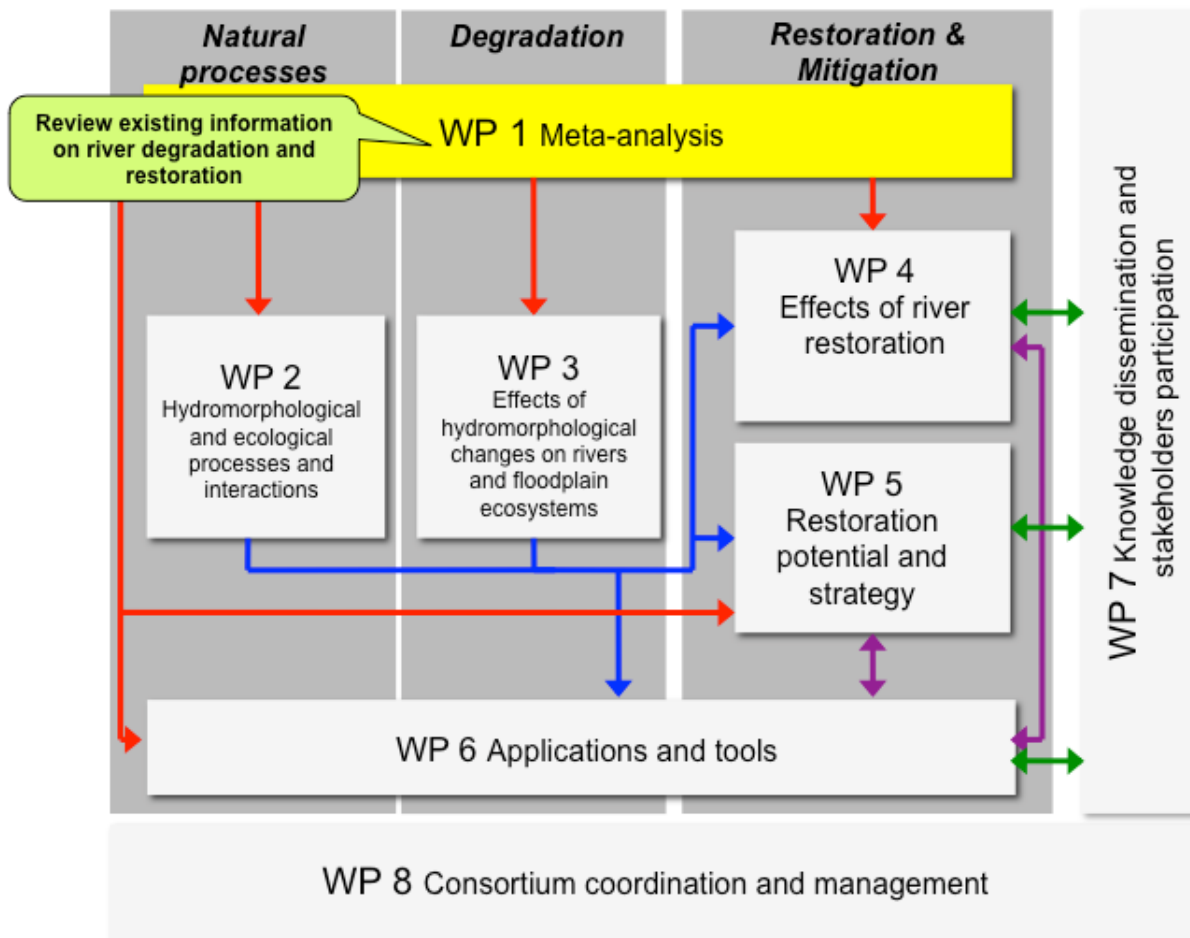 Natural
processes
Degradation
Restoration &
Mitigation
Review existing information
on river degradation and
restoration
WP 1 Meta-analysis
WP 2
Hydromorphological
and ecological
processes and
interactions
WP 3
Effects of
hydromorphological
changes on rivers
and floodplain
ecosystems
WP 4
Effects of river
restoration
WP 5
Restoration
potential and
strategy
WP 6 Applications and tools
WP 7 Knowledge dissemination and
stakeholders participation
WP 8 Consortium coordination and management